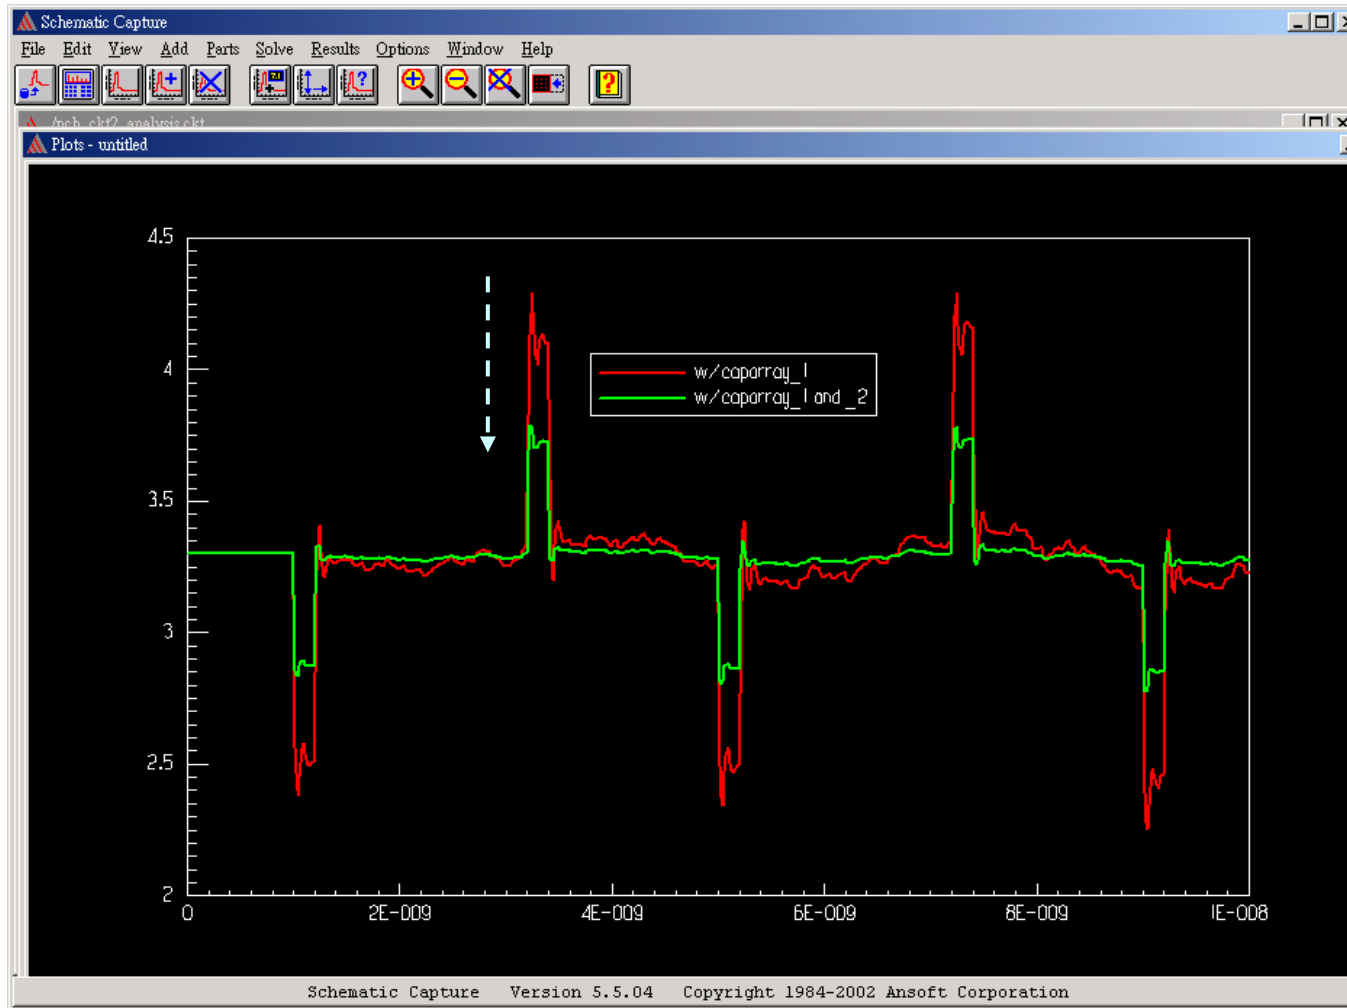 Schematic Capture
File Edit View Add Parts Solve Results Options Window Help
/pcb_ckt2_analysis.ckt
Plots - untitled
4.5
4
3.5
3
2.5
2
w/caparray_1
w/caparray_1 and _2
0 2E-009 4E-009 6E-009 8E-009 1E-008
Schematic Capture Version 5.5.04 Copyright 1984-2002 Ansoft Corporation